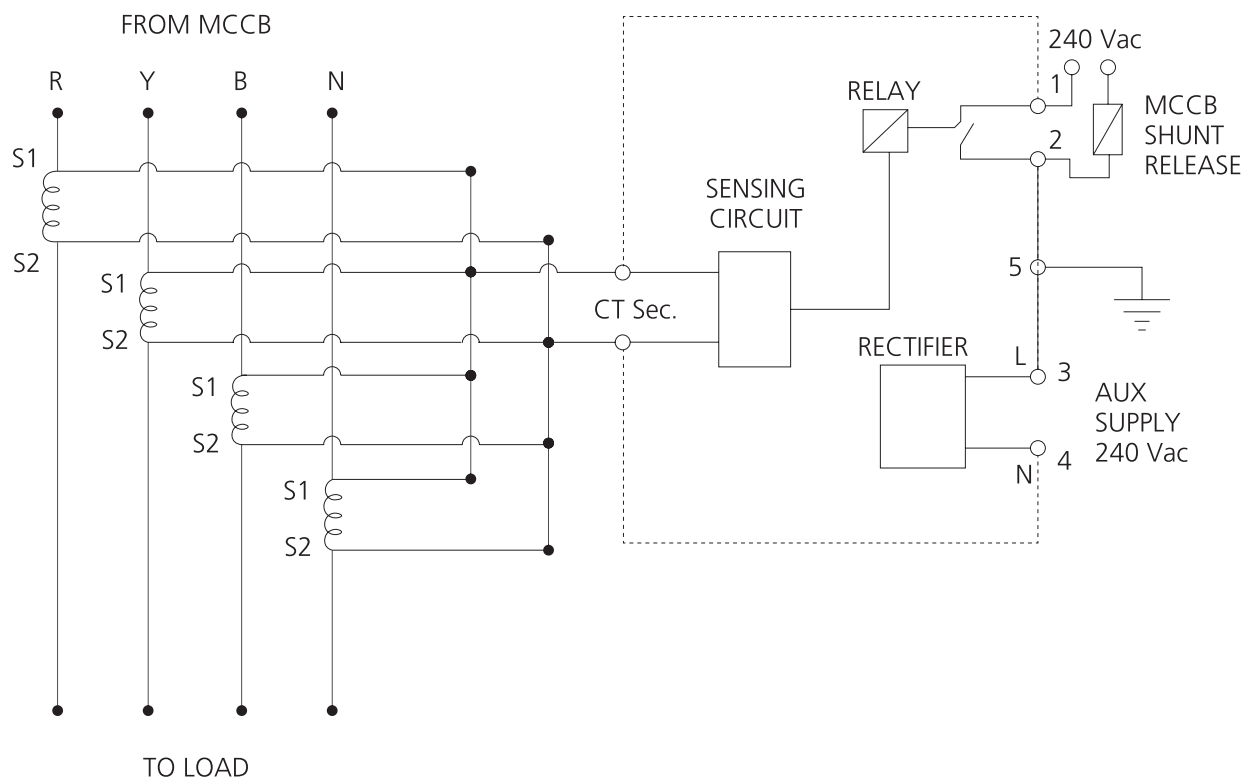 FROM MCCB
R Y B N
S1
S2
S1
S2
S1
S2
S1
S2
TO LOAD
CT Sec.
SENSING
CIRCUIT
RELAY
RECTIFIER
240 Vac
1
2
MCCB
SHUNT
RELEASE
5
L
3
N
4
AUX
SUPPLY
240 Vac